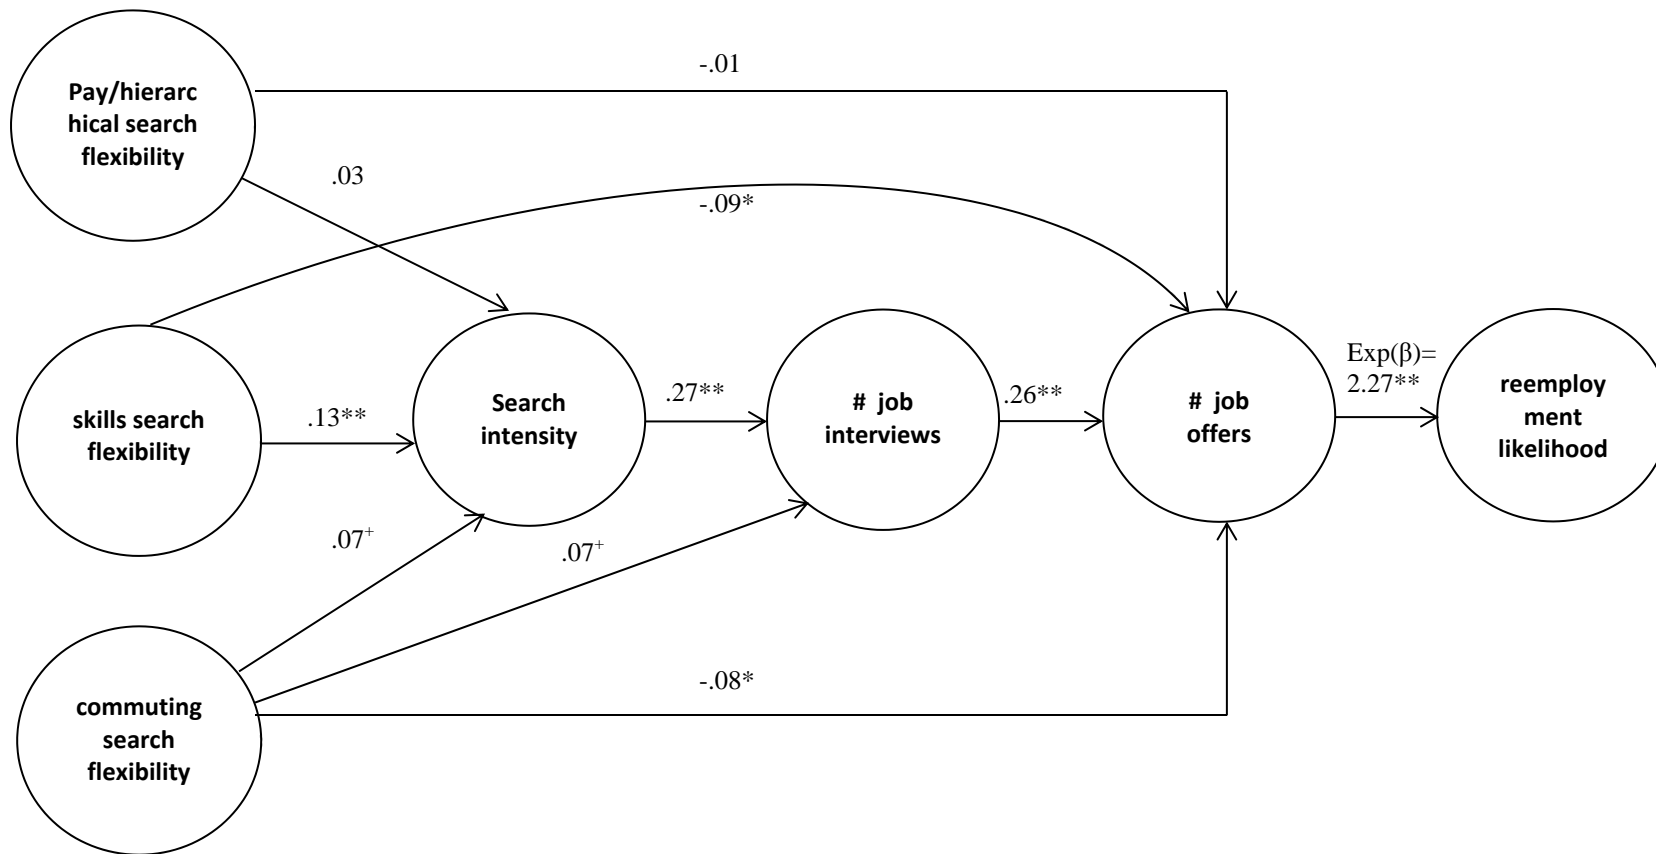 -.01
Pay/hierarc
hical search
flexibility
.03
-.09*
Exp(β)=
2.27**
skills search
flexibility
.13**
Search
intensity
.27**
# job
interviews
.26**
# job
offers
reemploy
ment
likelihood
.07+
.07+
-.08*
commuting
search
flexibility